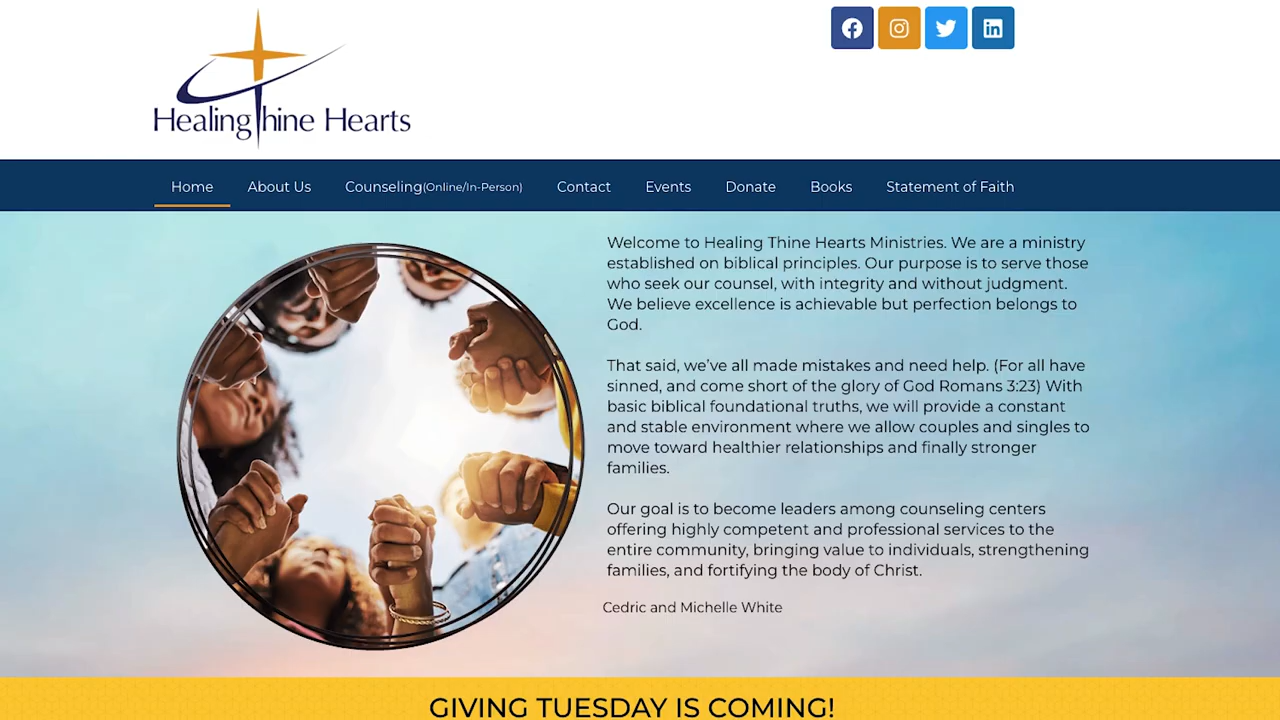 Healing Thine Hearts
Home About Us Counseling(Online/In-Person) Contact Events Donate Books Statement of Faith
Welcome to Healing Thine Hearts Ministries. We are a ministry
established on biblical principles. Our purpose is to serve those
who seek our counsel, with integrity and without judgment.
We believe excellence is achievable but perfection belongs to
God.
That said, we’ve all made mistakes and need help. (For all have
sinned, and come short of the glory of God Romans 3:23) With
basic biblical foundational truths, we will provide a constant
and stable environment where we allow couples and singles to
move toward healthier relationships and finally stronger
families.
Our goal is to become leaders among counseling centers
offering highly competent and professional services to the
entire community, bringing value to individuals, strengthening
families, and fortifying the body of Christ.
Cedric and Michelle White
GIVING TUESDAY IS COMING!